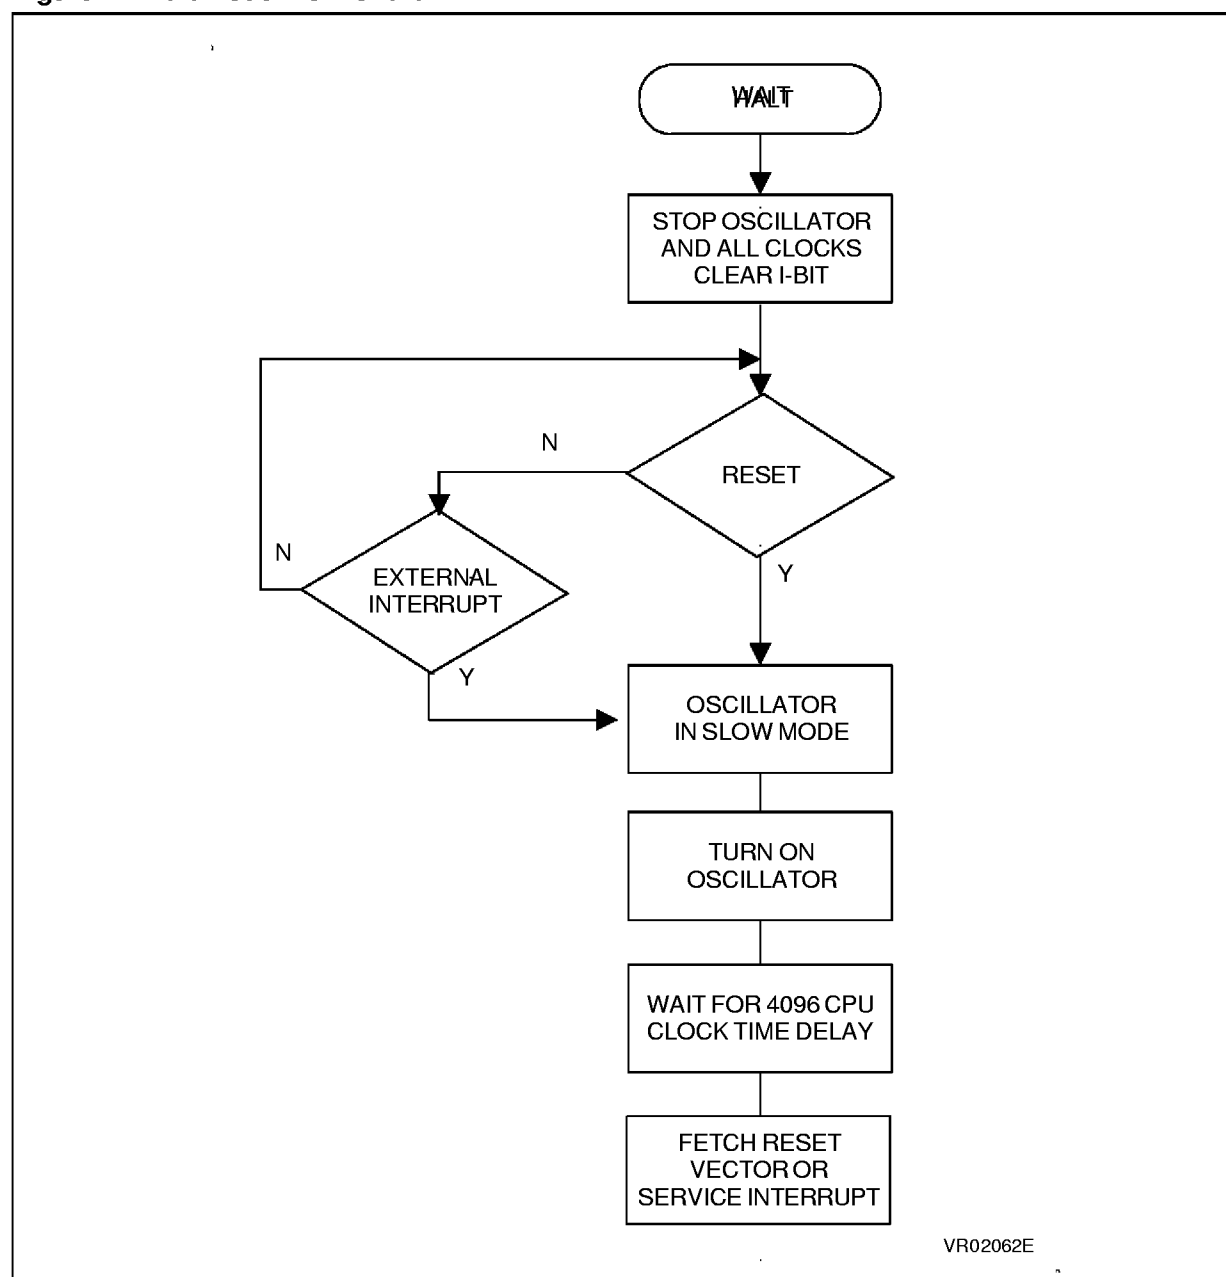 STOP OSCILLATOR
AND ALL CLOCKS
CLEAR I-BIT
N
RESET
N
EXTERNAL
INTERRUPT
Y
Y
OSCILLATOR
IN SLOW MODE
TURN ON
OSCILLATOR
WAIT FOR 4096 CPU
CLOCK TIME DELAY
FETCH RESET
VECTOR OR
SERVICE INTERRUPT
VR02062E